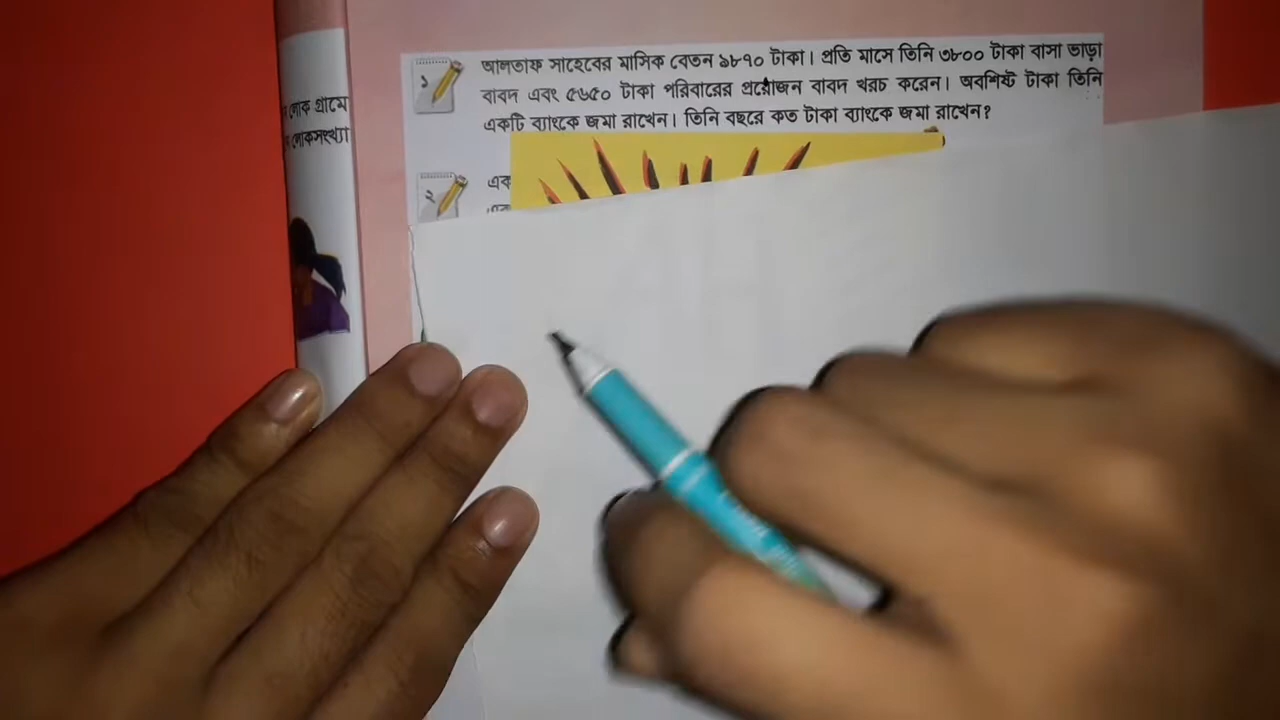 ১
আলতাফ সাহেবের মাসিক বেতন ৯৮৭০ টাকা। প্রতি মাসে তিনি ৩৮০০ টাকা বাসা ভাড়া
বাবদ এবং ৫৬৫০ টাকা পরিবারের প্রয়োজন বাবদ খরচ করেন। অবশিষ্ট টাকা তিনি
একটি ব্যাংকে জমা রাখেন। তিনি বছরে কত টাকা ব্যাংকে জমা রাখেন?
২
এক
লোক গ্রামে
লোকসংখ্যা